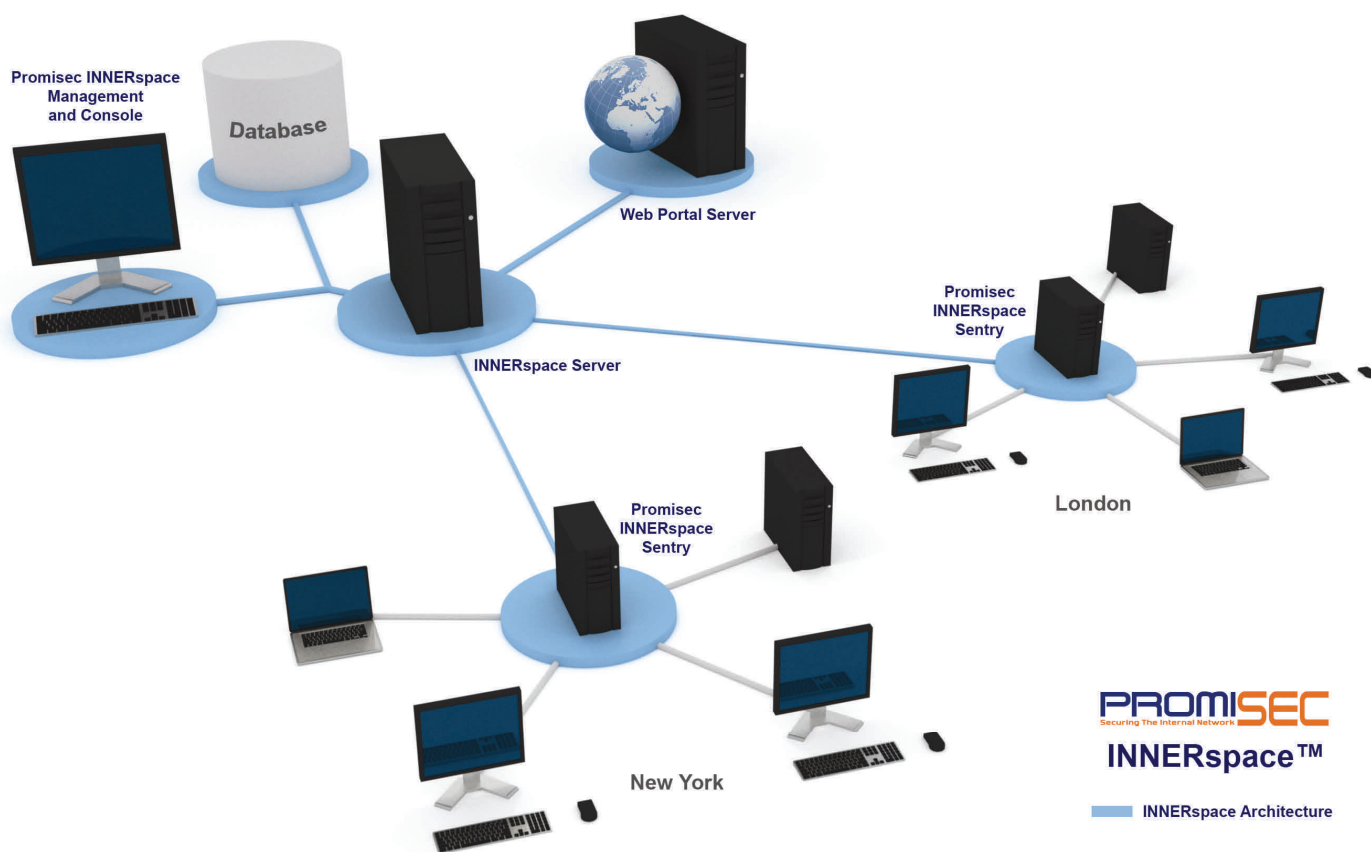 Promisec INNERspace
Management
and Console
Database
Web Portal Server
INNERspace Server
Promisec
INNERspace
Sentry
London
Promisec
INNERspace
Sentry
New York
PROMISEC
Securing The Internal Network
INNERspace™
INNERspace Architecture